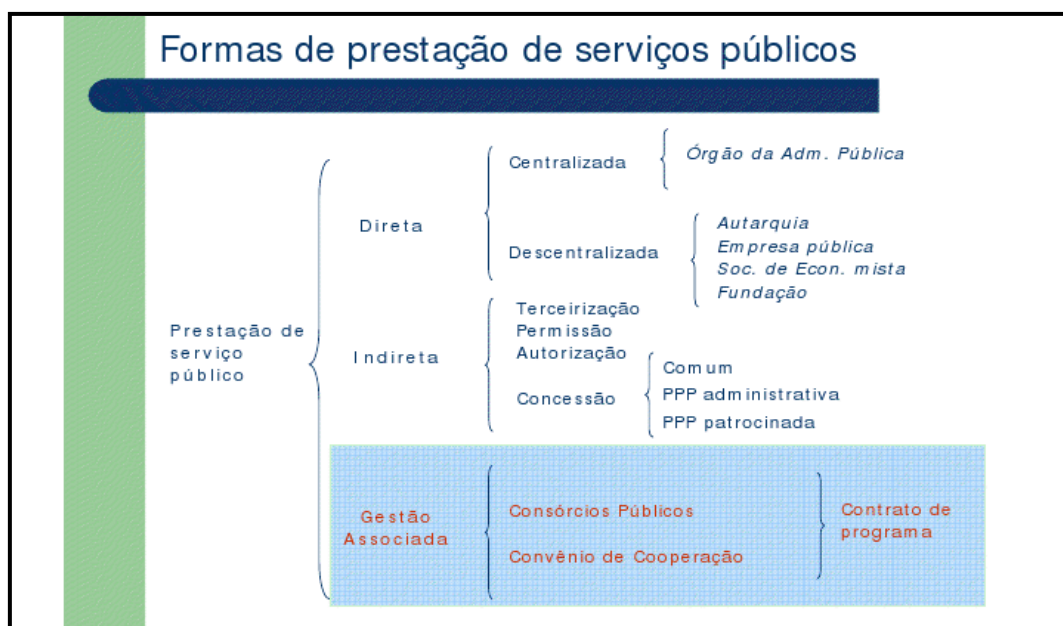 Formas de prestação de serviços públicos
Prestação de
serviço
público
Direta
Centralizada
Órgão da Adm. Pública
Descentralizada
Autarquia
Empresa pública
Soc. de Econ. mista
Fundação
Indireta
Terceirização
Permissão
Autorização
Concessão
Comum
PPP administrativa
PPP patrocinada
Gestão
Associada
Consórcios Públicos
Convênio de Cooperação
Contrato de
programa